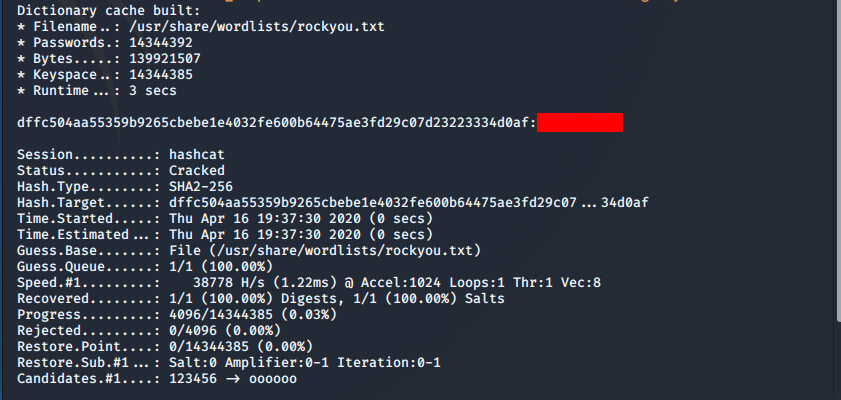 Dictionary cache built:
* Filename..: /usr/share/wordlists/rockyou.txt
* Passwords.: 14344392
* Bytes.....: 139921507
* Keyspace..: 14344385
* Runtime...: 3 secs
dffc504aa55359b9265cbebe1e4032fe600b64475ae3fd29c07d23223334d0af:
Session..........: hashcat
Status...........: Cracked
Hash.Type........: SHA2-256
Hash.Target......: dffc504aa55359b9265cbebe1e4032fe600b64475ae3fd29c07...34d0af
Time.Started.....: Thu Apr 16 19:37:30 2020 (0 secs)
Time.Estimated...: Thu Apr 16 19:37:30 2020 (0 secs)
Guess.Base.......: File (/usr/share/wordlists/rockyou.txt)
Guess.Queue......: 1/1 (100.00%)
Speed.#1.........:    38778 H/s (1.22ms) @ Accel:1024 Loops:1 Thr:1 Vec:8
Recovered........: 1/1 (100.00%) Digests, 1/1 (100.00%) Salts
Progress.........: 4096/14344385 (0.03%)
Rejected.........: 0/4096 (0.00%)
Restore.Point....: 0/14344385 (0.00%)
Restore.Sub.#1...: Salt:0 Amplifier:0-1 Iteration:0-1
Candidates.#1....: 123456 -> oooooo